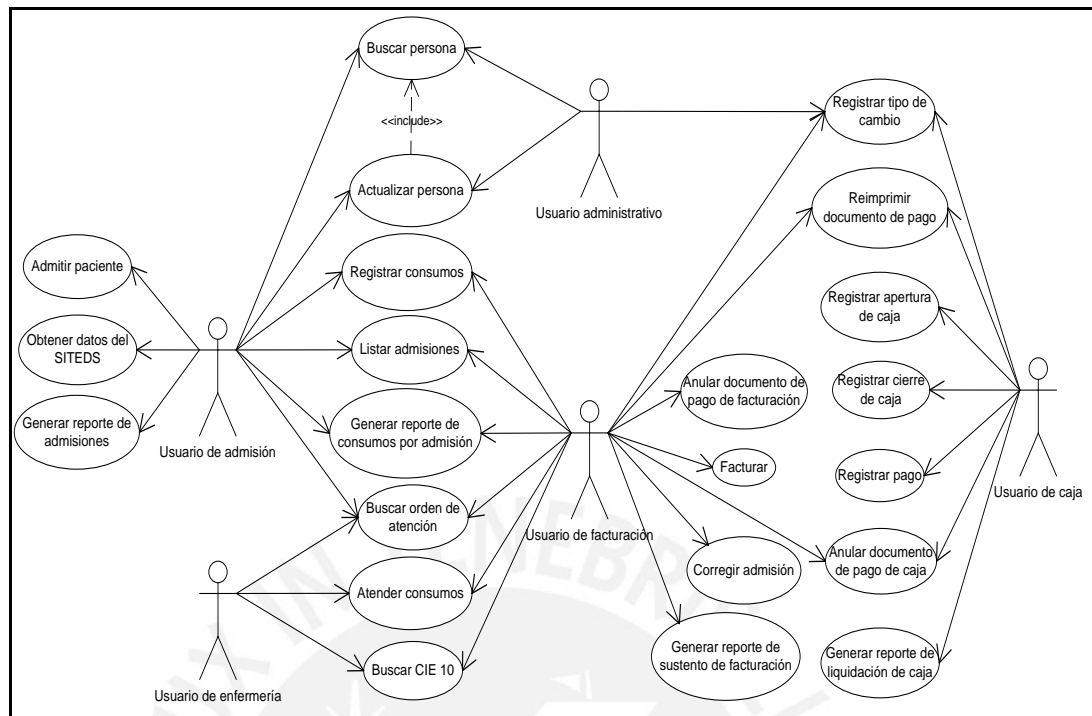 Buscar persona
<<include>>
Actualizar persona
Usuario administrativo
Registrar tipo de
cambio
Reimprimir
documento de pago
Admitir paciente
Obtener datos del
SITEDS
Generar reporte de
admisiones
Usuario de admisión
Registrar consumos
Listar admisiones
Generar reporte de
consumos por admisión
Buscar orden de
atención
Atender consumos
Buscar CIE 10
Usuario de enfermería
Usuario de facturación
Anular documento de
pago de facturación
Facturar
Corregir admisión
Generar reporte de
sustento de facturación
Registrar apertura
de caja
Registrar cierre
de caja
Registrar pago
Anular documento
de pago de caja
Generar reporte de
liquidación de caja
Usuario de caja